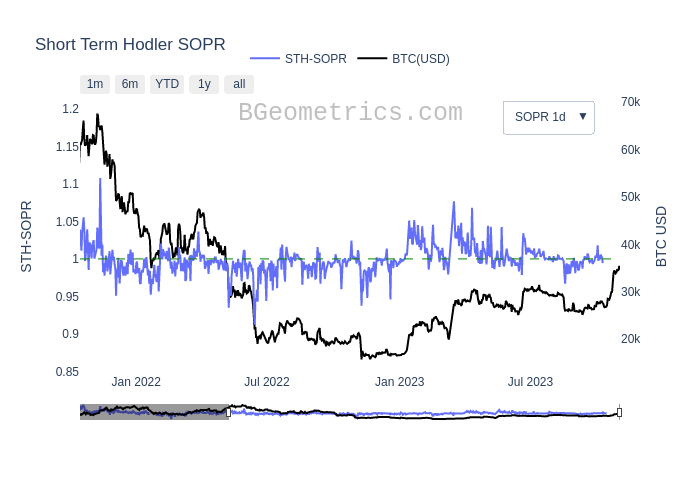 Short Term Hodler SOPR
STH-SOPR BTC(USD)
1m 6m YTD 1y all
BGeometrics.com
SOPR 1d ▼
1.2
1.15
1.1
1.05
1
0.95
0.9
0.85
STH-SOPR
70k
60k
50k
40k
30k
20k
BTC USD
Jan 2022 Jul 2022 Jan 2023 Jul 2023